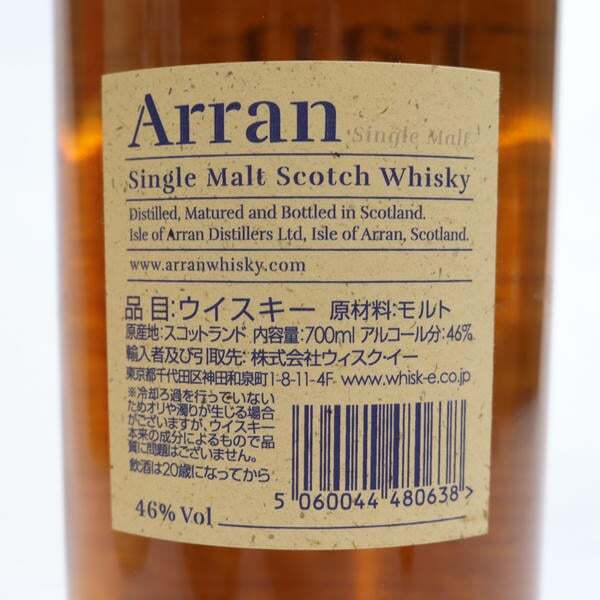 Arran Single Malt
Single Malt Scotch Whisky
Distilled, Matured and Bottled in Scotland.
Isle of Arran Distillers Ltd, Isle of Arran, Scotland.
www.arranwhisky.com
品目:ウイスキー 原材料:モルト
原産地:スコットランド 内容量:700ml アルコール分:46%
輸入者及び引取先: 株式会社ウィスク・イー
東京都千代田区神田和泉町1-8-11-4F www.whisk-e.co.jp
※冷却ろ過を行っていない
ためオリや濁りが生じる場合
がございますが、ウイスキー
本来の成分によるもので品
質に問題はございません。
飲酒は20歳になってから
5 060044 480638 >
46% Vol